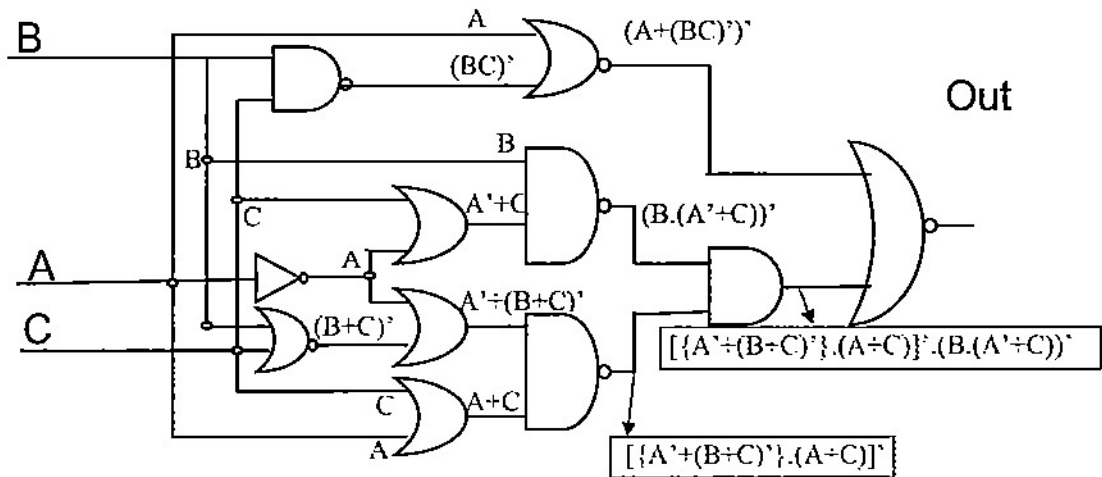 A
(A+(BC)')'
B
(BC)'
Out
B
B
A'+C
C
(B.(A'+C))'
A
A
A'÷(B+C)'
C
(B+C)'
[{A'÷(B÷C)'}.(A÷C)]'.(B.(A'÷C))'
C
A+C
A
[{A'+(B÷C)'}.(A÷C)]'